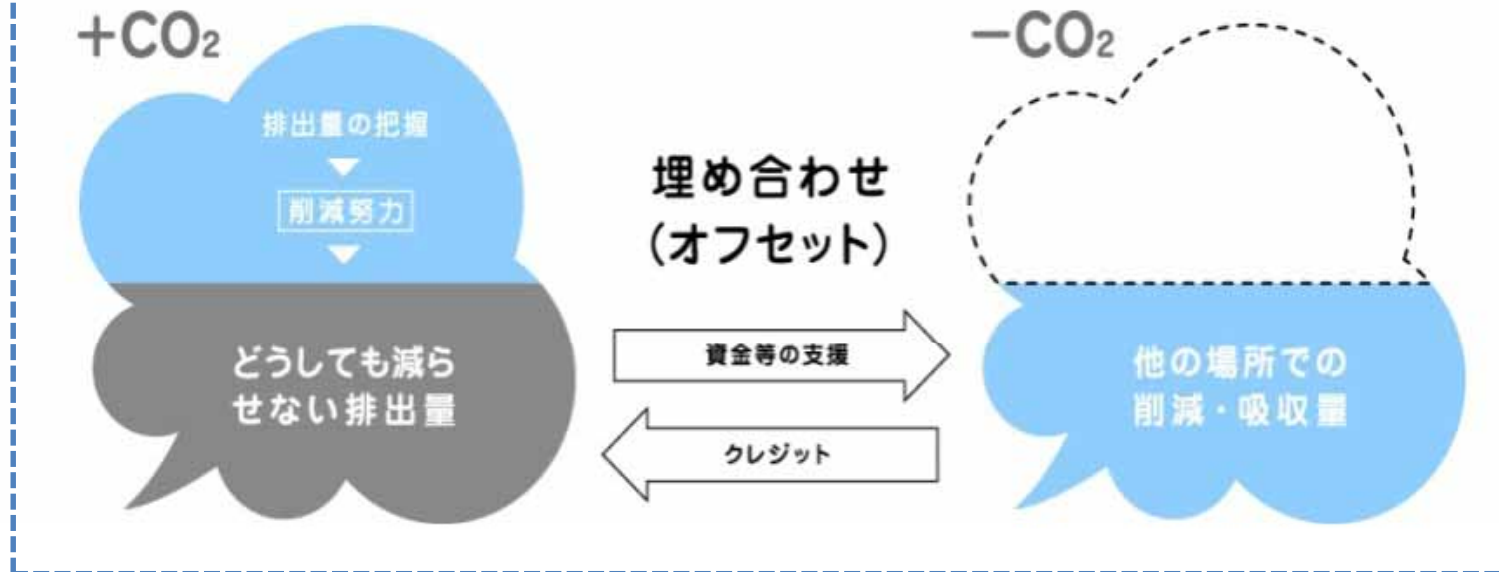 +CO₂
排出量の把握
削減努力
どうしても減ら
せない排出量
埋め合わせ
(オフセット)
資金等の支援
クレジット
-CO₂
他の場所での
削減・吸収量